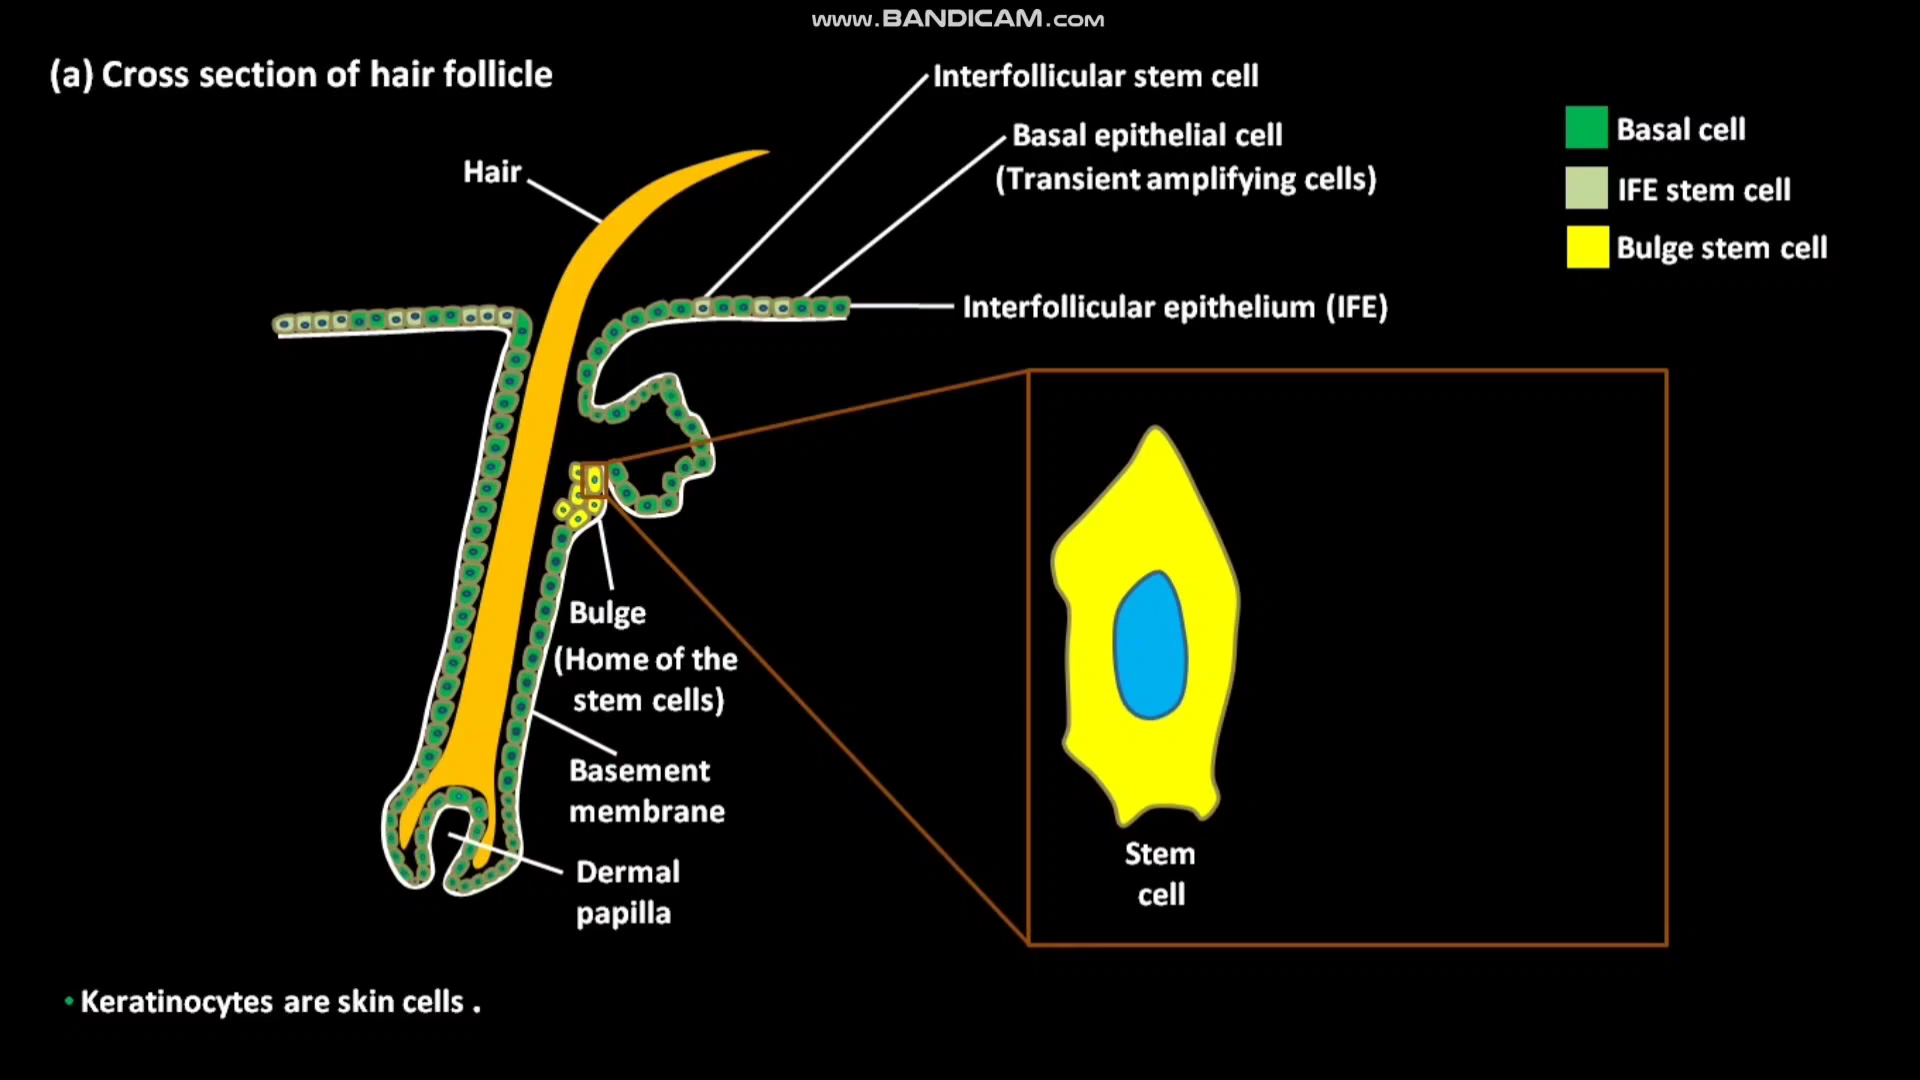 www.BANDICAM.com
(a) Cross section of hair follicle
Interfollicular stem cell
Basal epithelial cell
(Transient amplifying cells)
Hair
Basal cell
IFE stem cell
Bulge stem cell
Interfollicular epithelium (IFE)
Bulge
(Home of the
stem cells)
Basement
membrane
Dermal
papilla
Stem
cell
• Keratinocytes are skin cells .